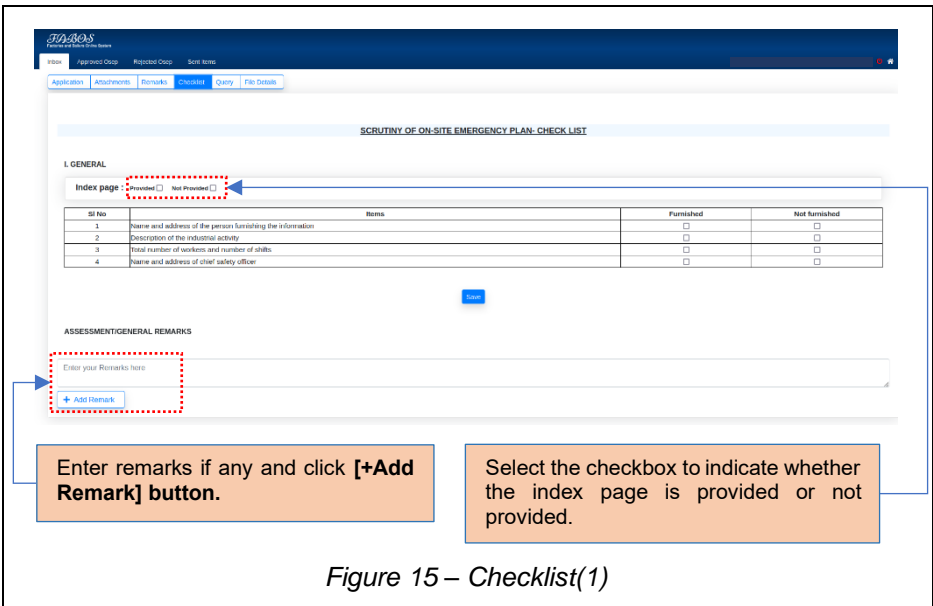 FABOS
Factories and Boilers Online System
Inbox Approved Osep Rejected Osep Sent Items
Application Attachments Remarks Checklist Query File Details
SCRUTINY OF ON-SITE EMERGENCY PLAN- CHECK LIST
I. GENERAL
Index page : Provided Not Provided
Sl No Items Furnished Not furnished
1 Name and address of the person furnishing the information
2 Description of the industrial activity
3 Total number of workers and number of shifts
4 Name and address of chief safety officer
Save
ASSESSMENT/GENERAL REMARKS
Enter your Remarks here
+ Add Remark
Enter remarks if any and click [+Add
Remark] button.
Select the checkbox to indicate whether
the index page is provided or not
provided.
Figure 15 – Checklist(1)